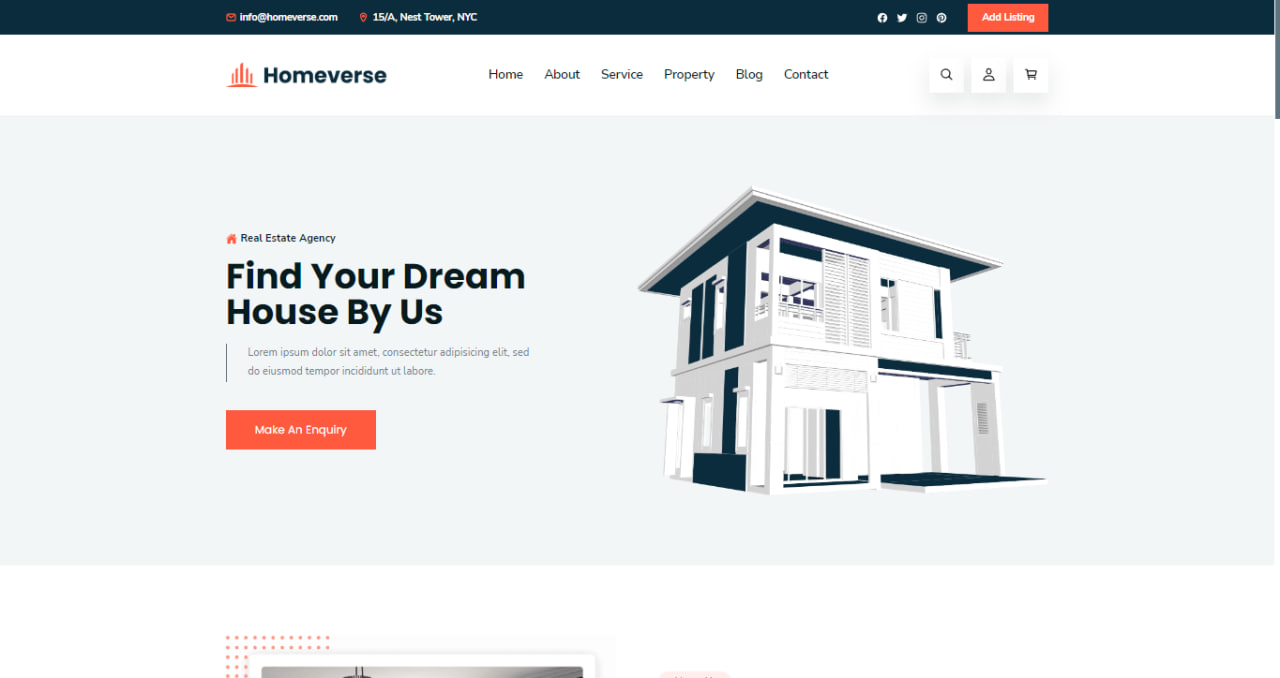 info@homeverse.com 15/A, Nest Tower, NYC Add Listing
Homeverse Home About Service Property Blog Contact
Real Estate Agency
Find Your Dream
House By Us
Lorem ipsum dolor sit amet, consectetur adipisicing elit, sed
do eiusmod tempor incididunt ut labore.
Make An Enquiry